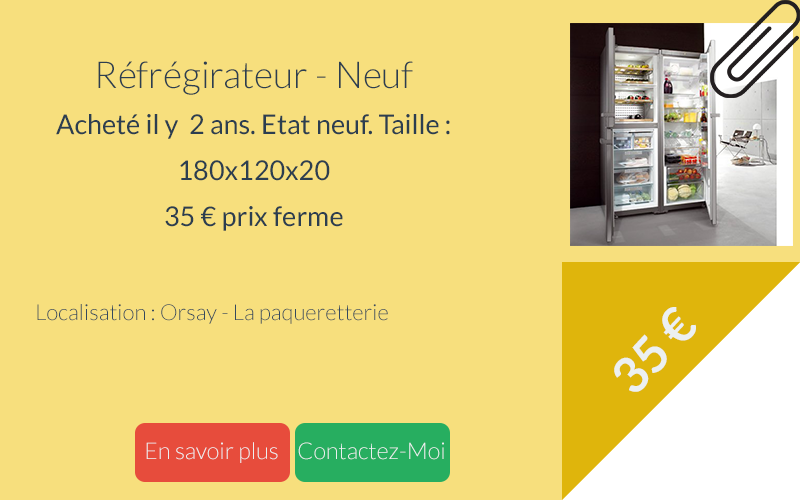 Réfrégirateur - Neuf
Acheté il y  2 ans. Etat neuf. Taille :
180x120x20
35 € prix ferme
Localisation : Orsay - La paqueretterie
35 €
En savoir plus
Contactez-Moi